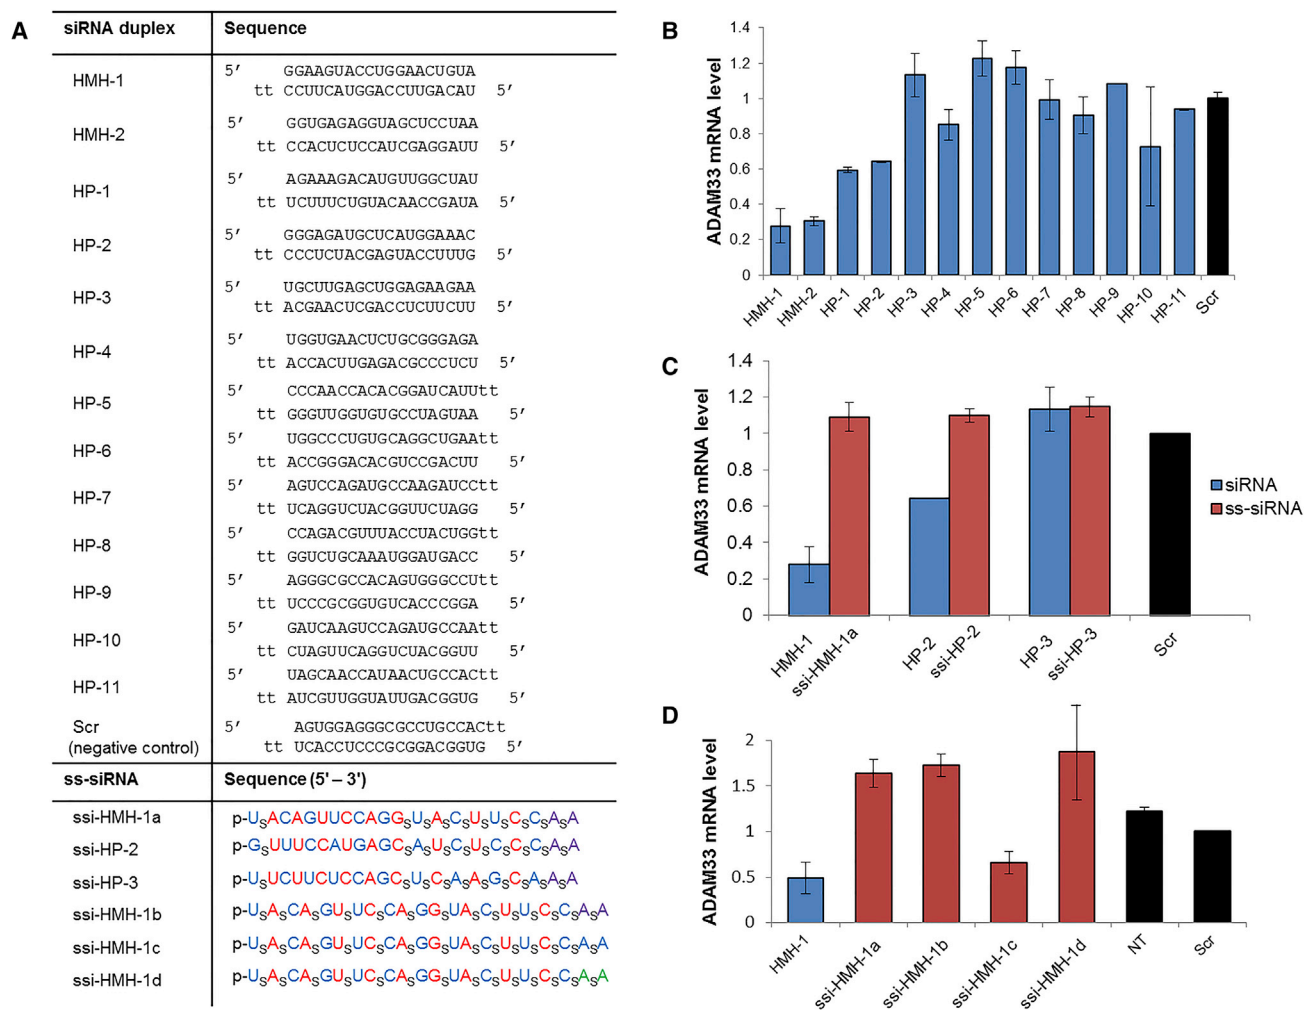 A
siRNA duplex Sequence
HMH-1
5′ GGAAGUACCUGGAACUGUA
tt CCUUCAUGGACCUUGACAU 5′
HMH-2
5′ GGUGAGAGGUAGCUCCUAA
tt CCACUCUCCAUCGAGGAUU 5′
HP-1
5′ AGAAAGACAUGUUGGCUAU
tt UCUUUCUGUACAACCGAUA 5′
HP-2
5′ GGGAGAUGCUCAUGGAAAC
tt CCCUCUACGAGUACCUUUG 5′
HP-3
5′ UGCUUGAGCUGGAGAAGAA
tt ACGAACUCGACCUCUUCUU 5′
HP-4
5′ UGGUGAACUCUGCGGGAGA
tt ACCACUUGAGACGCCCUCU 5′
HP-5
5′ CCCAACCACACGGAUCAUUtt
tt GGGUUGGUGUGCCUAGUAA 5′
HP-6
5′ UGGCCCUGUGCAGGCUGAAtt
tt ACCGGGACACGUCCGACUU 5′
HP-7
5′ AGUCCAGAUGCCAAGAUCCtt
tt UCAGGUCUACGGUUCUAGG 5′
HP-8
5′ CCAGACGUUUACCUACUGGtt
tt GGUCUGCAAAUGGAUGACC 5′
HP-9
5′ AGGGCGCCACAGUGGGCCUtt
tt UCCCGCGGUGUCACCCGGA 5′
HP-10
5′ GAUCAAGUCCAGAUGCCAAtt
tt CUAGUUCAGGUCUACGGUU 5′
HP-11
5′ UAGCAACCAUAACUGCCACtt
tt AUCGUUGGUAUUGACGGUG 5′
Scr
(negative control)
5′ AGUGGAGGGCGCCUGCCACtt
tt UCACCUCCCGCGGACGGUG 5′
ss-siRNA Sequence (5' – 3')
ssi-HMH-1a p-UsACAGUUCCAGGsUsAsCsUsUsCsCsAsA
ssi-HP-2 p-GsUUUCCAUGAGCsAsUsCsUsCsCsCsAsA
ssi-HP-3 p-UsUCUUCUCCAGCsUsCsAsAsGsCsAsAsA
ssi-HMH-1b p-UsAsCAsGUsUCsCAsGGsUAsCsUsUsCsCsAsA
ssi-HMH-1c p-UsAsCAsGUsUCsCAsGGsUAsCsUsUsCsCsAsA
ssi-HMH-1d p-UsAsCAsGUsUCsCAsGGsUAsCsUsUsCsCsAsA
B
ADAM33 mRNA level
1.4
1.2
1
0.8
0.6
0.4
0.2
0
HMH-1 HMH-2 HP-1 HP-2 HP-3 HP-4 HP-5 HP-6 HP-7 HP-8 HP-9 HP-10 HP-11 Scr
C
ADAM33 mRNA level
1.4
1.2
1
0.8
0.6
0.4
0.2
0
HMH-1 ssi-HMH-1a HP-2 ssi-HP-2 HP-3 ssi-HP-3 Scr
siRNA
ss-siRNA
D
ADAM33 mRNA level
2
1.5
1
0.5
0
HMH-1 ssi-HMH-1a ssi-HMH-1b ssi-HMH-1c ssi-HMH-1d NT Scr